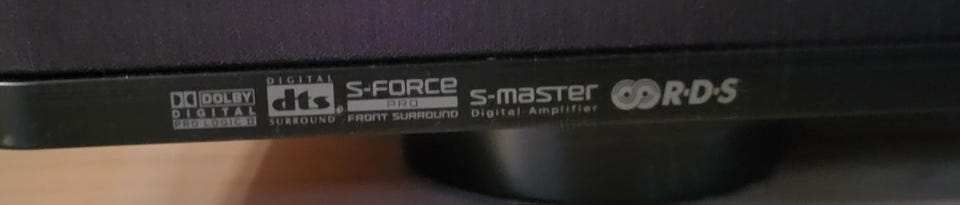 DOLBY
DIGITAL
PRO LOGIC II
DIGITAL
dts
SURROUND
S-FORCE
PRO
FRONT SURROUND
S-master
Digital Amplifier
R·D·S